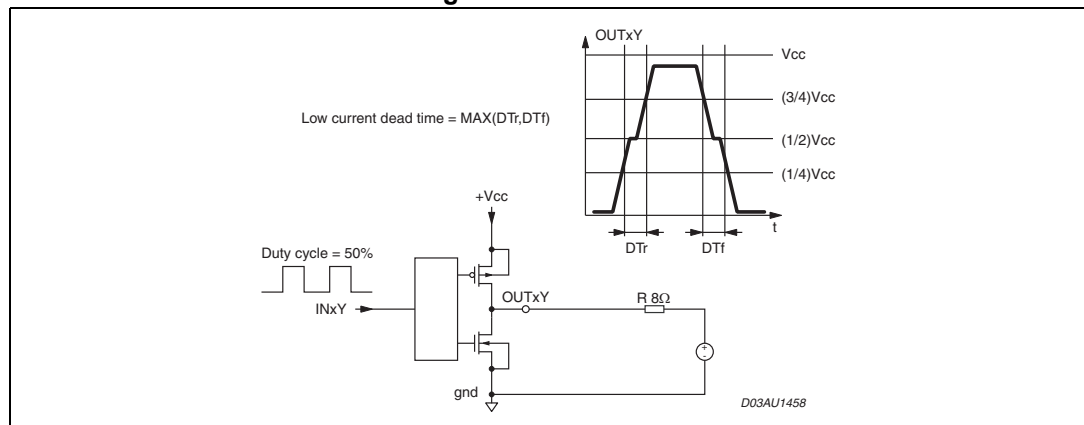 OUTxY
Vcc
(3/4)Vcc
Low current dead time = MAX(DTr,DTf)
(1/2)Vcc
(1/4)Vcc
+Vcc
t
DTr
DTf
Duty cycle = 50%
OUTxY
R 8Ω
INxY
+
-
gnd
D03AU1458